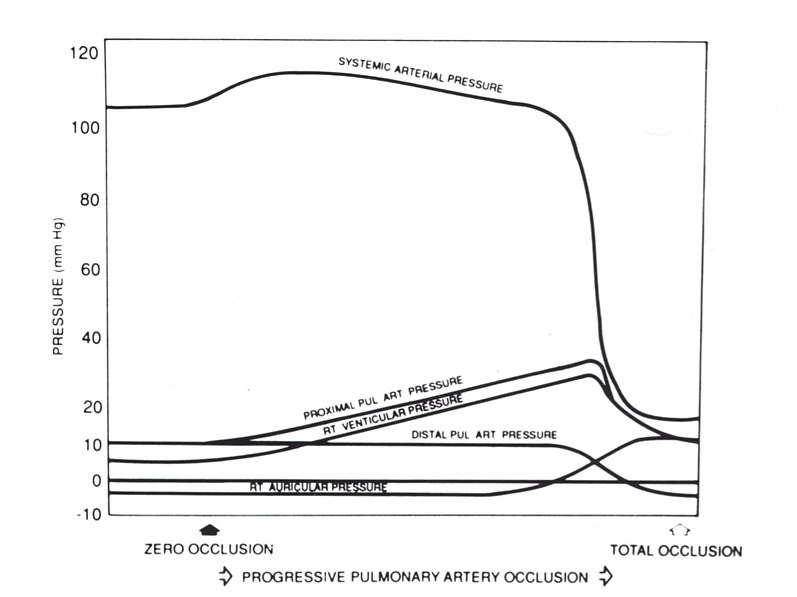 120
100
80
60
40
20
10
0
-10
PRESSURE (mm Hg)
SYSTEMIC ARTERIAL PRESSURE
PROXIMAL PUL ART PRESSURE
RT VENTICULAR PRESSURE
DISTAL PUL ART PRESSURE
RT AURICULAR PRESSURE
ZERO OCCLUSION
TOTAL OCCLUSION
PROGRESSIVE PULMONARY ARTERY OCCLUSION